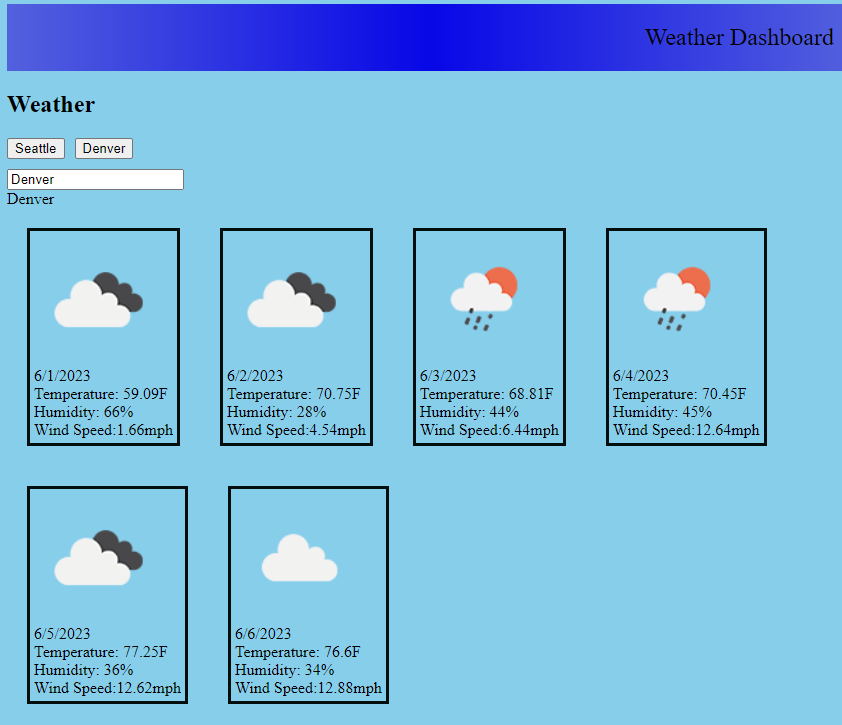 Weather Dashboard
Weather
Seattle Denver
Denver
Denver
6/1/2023
Temperature: 59.09F
Humidity: 66%
Wind Speed:1.66mph
6/2/2023
Temperature: 70.75F
Humidity: 28%
Wind Speed:4.54mph
6/3/2023
Temperature: 68.81F
Humidity: 44%
Wind Speed:6.44mph
6/4/2023
Temperature: 70.45F
Humidity: 45%
Wind Speed:12.64mph
6/5/2023
Temperature: 77.25F
Humidity: 36%
Wind Speed:12.62mph
6/6/2023
Temperature: 76.6F
Humidity: 34%
Wind Speed:12.88mph